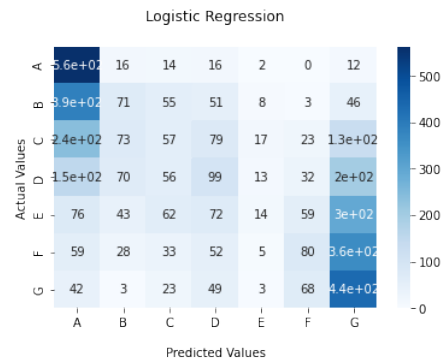 Logistic Regression
A 5.6e+02 16 14 16 2 0 12
B 3.9e+02 71 55 51 8 3 46
C 2.4e+02 73 57 79 17 23 1.3e+02
D 1.5e+02 70 56 99 13 32 2e+02
E 76 43 62 72 14 59 3e+02
F 59 28 33 52 5 80 3.6e+02
G 42 3 23 49 3 68 4.4e+02
A B C D E F G
Actual Values
Predicted Values
500
400
300
200
100
0